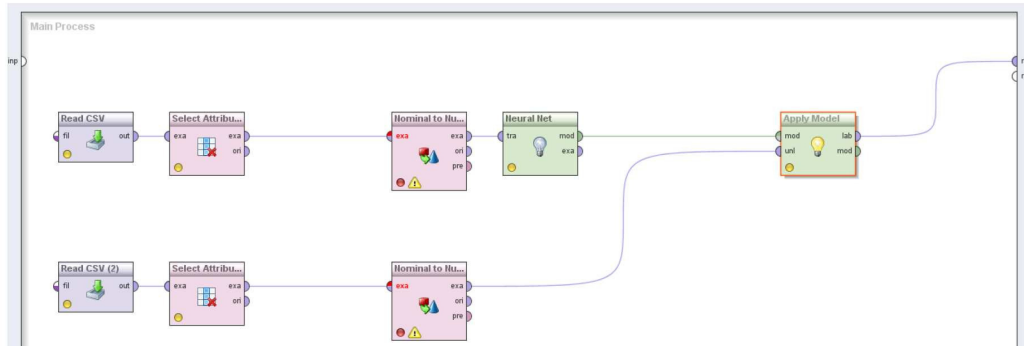 Main Process
inp
Read CSV
fil
out
Select Attribu...
exa
exa
ori
Nominal to Nu...
exa
exa
ori
pre
Neural Net
tra
mod
exa
Apply Model
mod
lab
unl
mod
Read CSV (2)
fil
out
Select Attribu...
exa
exa
ori
Nominal to Nu...
exa
exa
ori
pre